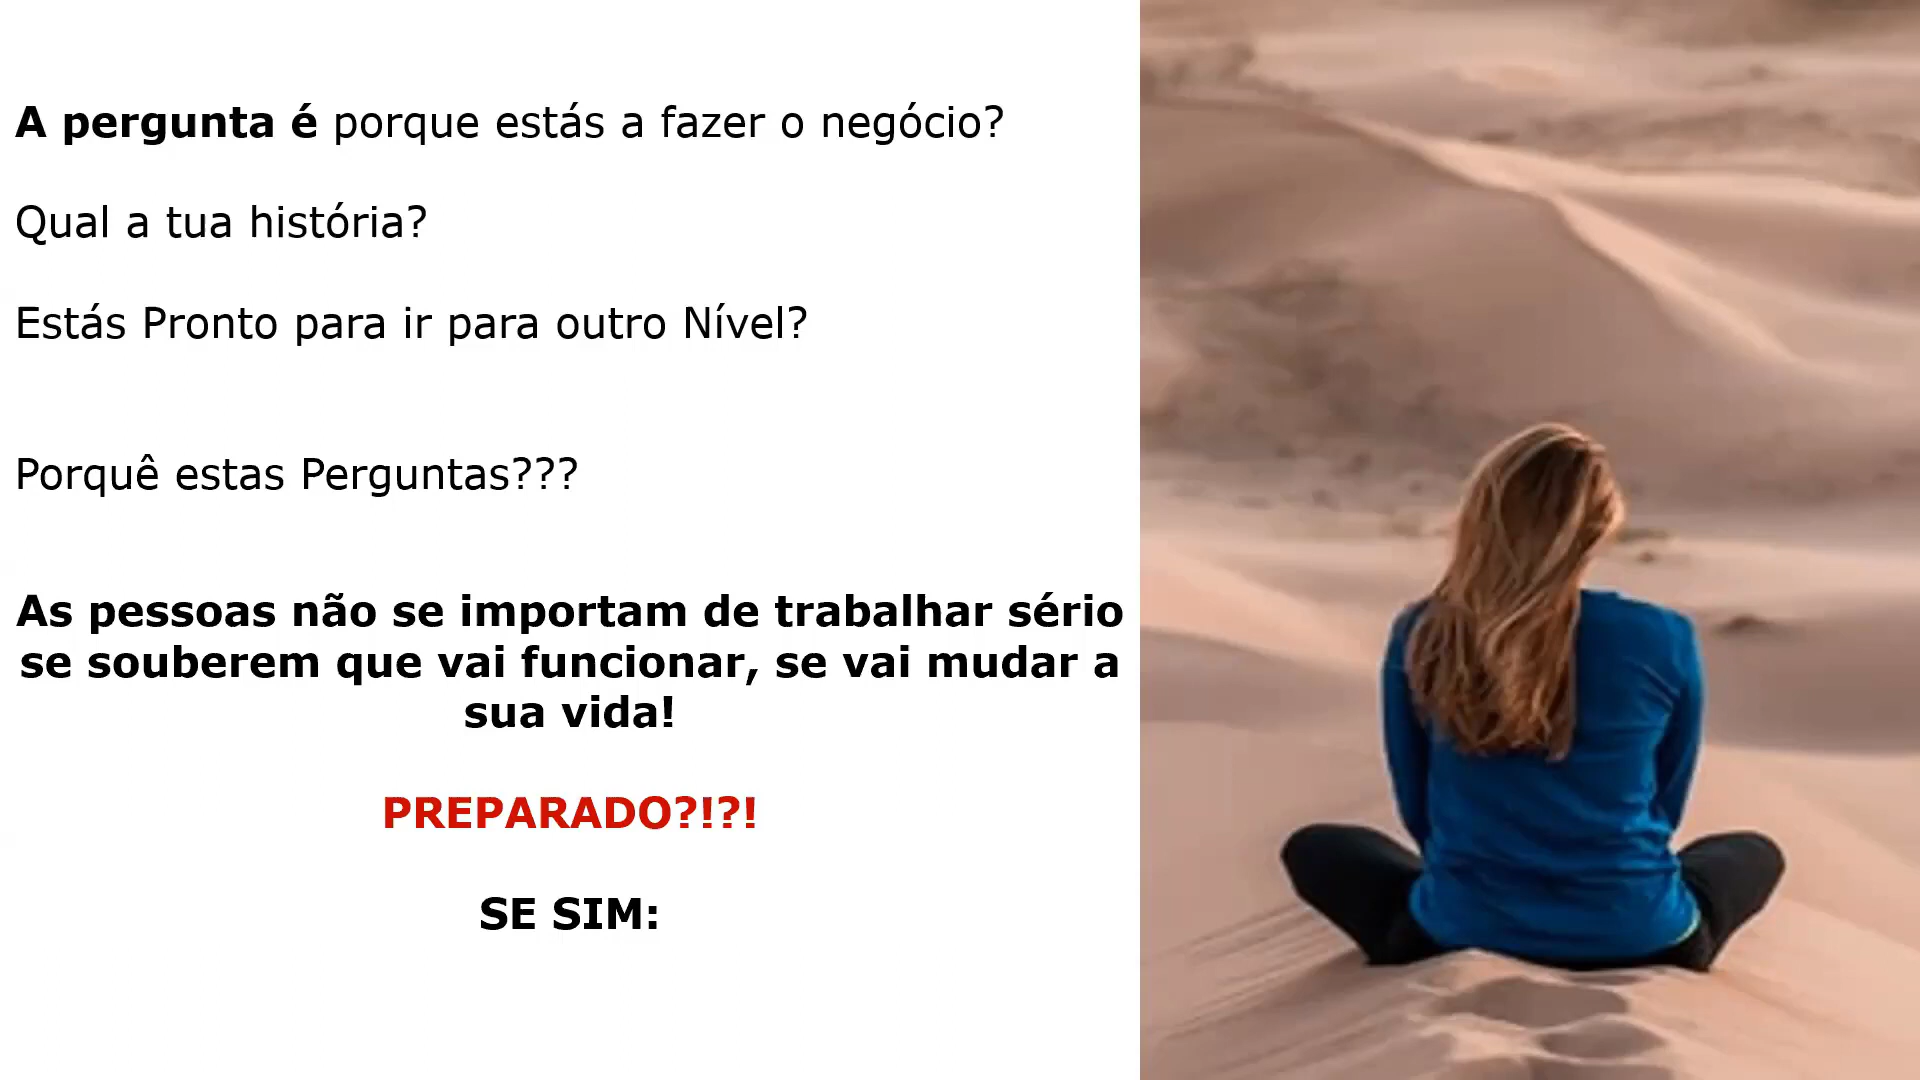 A pergunta é porque estás a fazer o negócio?
Qual a tua história?
Estás Pronto para ir para outro Nível?
Porquê estas Perguntas???
As pessoas não se importam de trabalhar sério
se souberem que vai funcionar, se vai mudar a
sua vida!
PREPARADO?!?!
SE SIM: